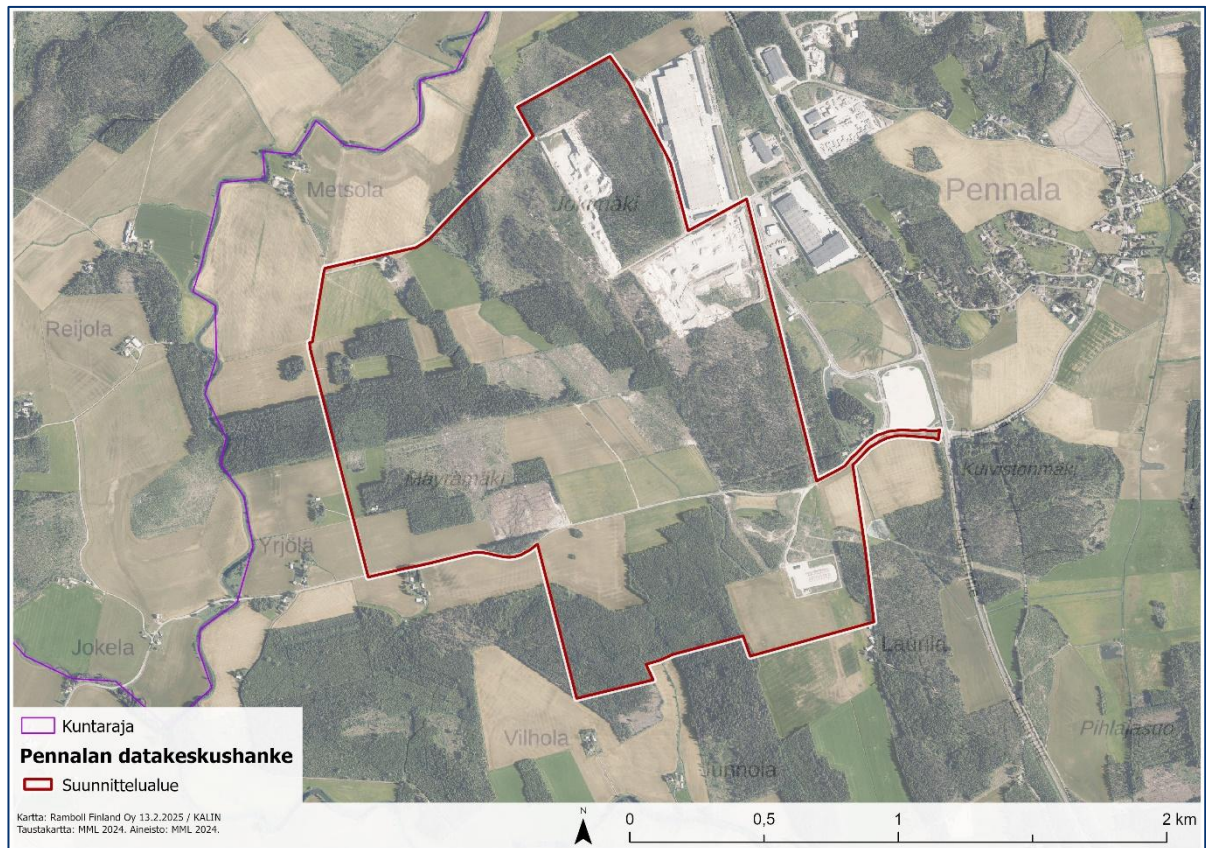 Pennala
Metsola
Jokimäki
Reijola
Mäyrämäki
Kuivistonmäki
Yrjölä
Jokela
Laurila
Pihlajasuo
Vilhola
Junnola
Kuntaraja
Pennalan datakeskushanke
Suunnittelualue
Kartta: Ramboll Finland Oy 13.2.2025 / KALIN
Taustakartta: MML 2024. Aineisto: MML 2024.
N
0 0,5 1 2 km